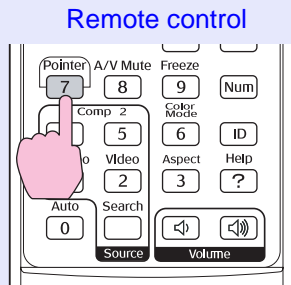 Remote control
Pointer A/V Mute Freeze
7 8 9 Num
Comp 2 Color Mode
5 6 ID
o Video Aspect Help
2 3 ?
Auto Search
0
Source Volume